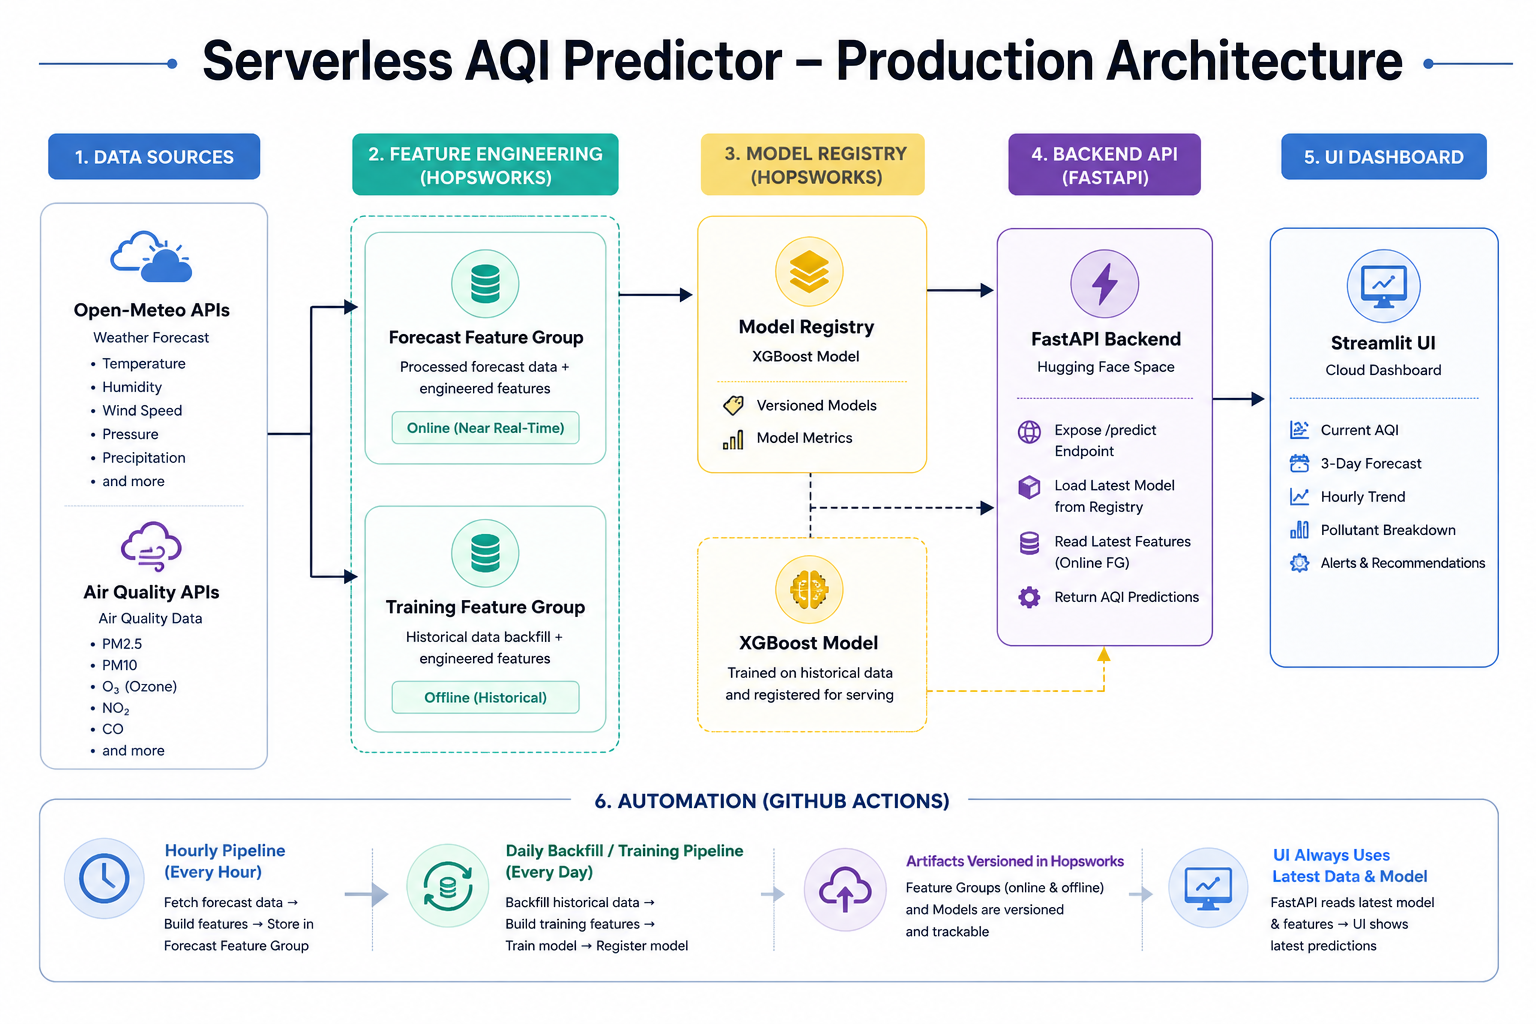 Serverless AQI Predictor – Production Architecture
1. DATA SOURCES
Open-Meteo APIs
Weather Forecast
• Temperature
• Humidity
• Wind Speed
• Pressure
• Precipitation
• and more
Air Quality APIs
Air Quality Data
• PM2.5
• PM10
• O₃ (Ozone)
• NO₂
• CO
• and more
2. FEATURE ENGINEERING
(HOPSWORKS)
Forecast Feature Group
Processed forecast data +
engineered features
Online (Near Real-Time)
Training Feature Group
Historical data backfill +
engineered features
Offline (Historical)
3. MODEL REGISTRY
(HOPSWORKS)
Model Registry
XGBoost Model
Versioned Models
Model Metrics
XGBoost Model
Trained on historical data
and registered for serving
4. BACKEND API
(FASTAPI)
FastAPI Backend
Hugging Face Space
Expose /predict
Endpoint
Load Latest Model
from Registry
Read Latest Features
(Online FG)
Return AQI Predictions
5. UI DASHBOARD
Streamlit UI
Cloud Dashboard
Current AQI
3-Day Forecast
Hourly Trend
Pollutant Breakdown
Alerts & Recommendations
6. AUTOMATION (GITHUB ACTIONS)
Hourly Pipeline
(Every Hour)
Fetch forecast data →
Build features → Store in
Forecast Feature Group
Daily Backfill / Training Pipeline
(Every Day)
Backfill historical data →
Build training features →
Train model → Register model
Artifacts Versioned in Hopsworks
Feature Groups (online & offline)
and Models are versioned
and trackable
UI Always Uses
Latest Data & Model
FastAPI reads latest model
& features → UI shows
latest predictions